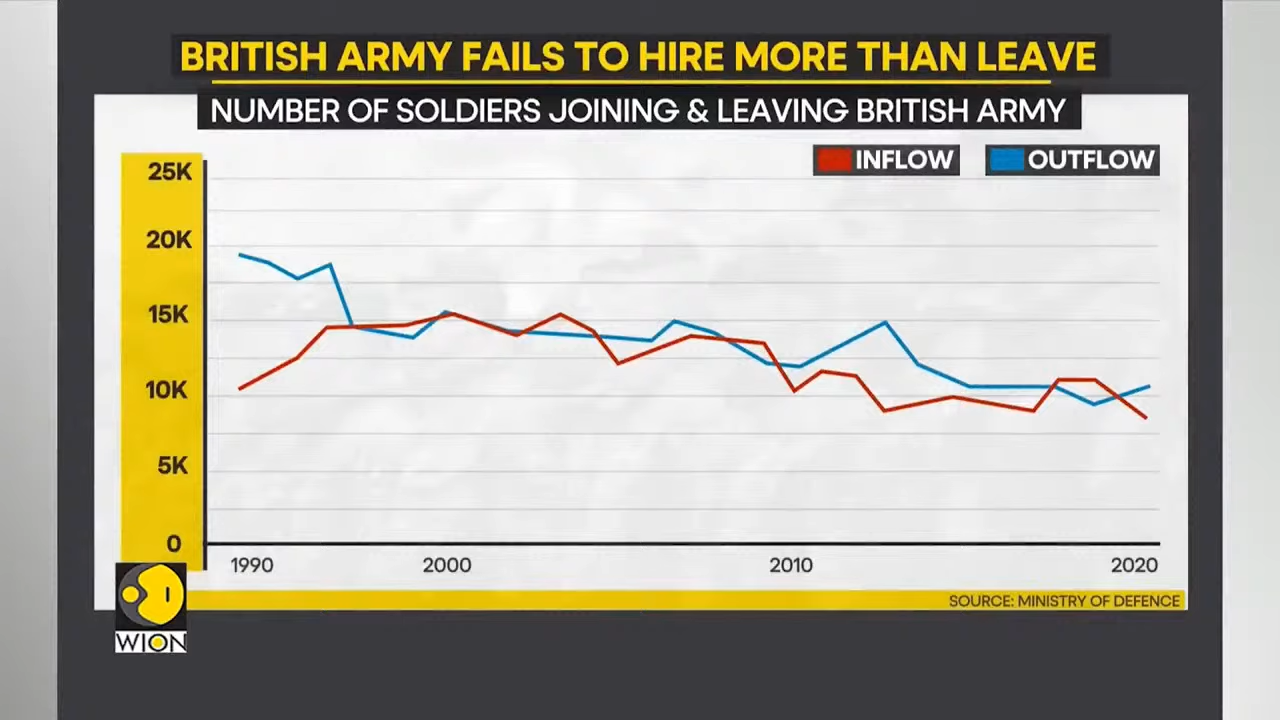 BRITISH ARMY FAILS TO HIRE MORE THAN LEAVE
NUMBER OF SOLDIERS JOINING & LEAVING BRITISH ARMY
INFLOW
OUTFLOW
25K
20K
15K
10K
5K
0
1990
2000
2010
2020
SOURCE: MINISTRY OF DEFENCE
WION